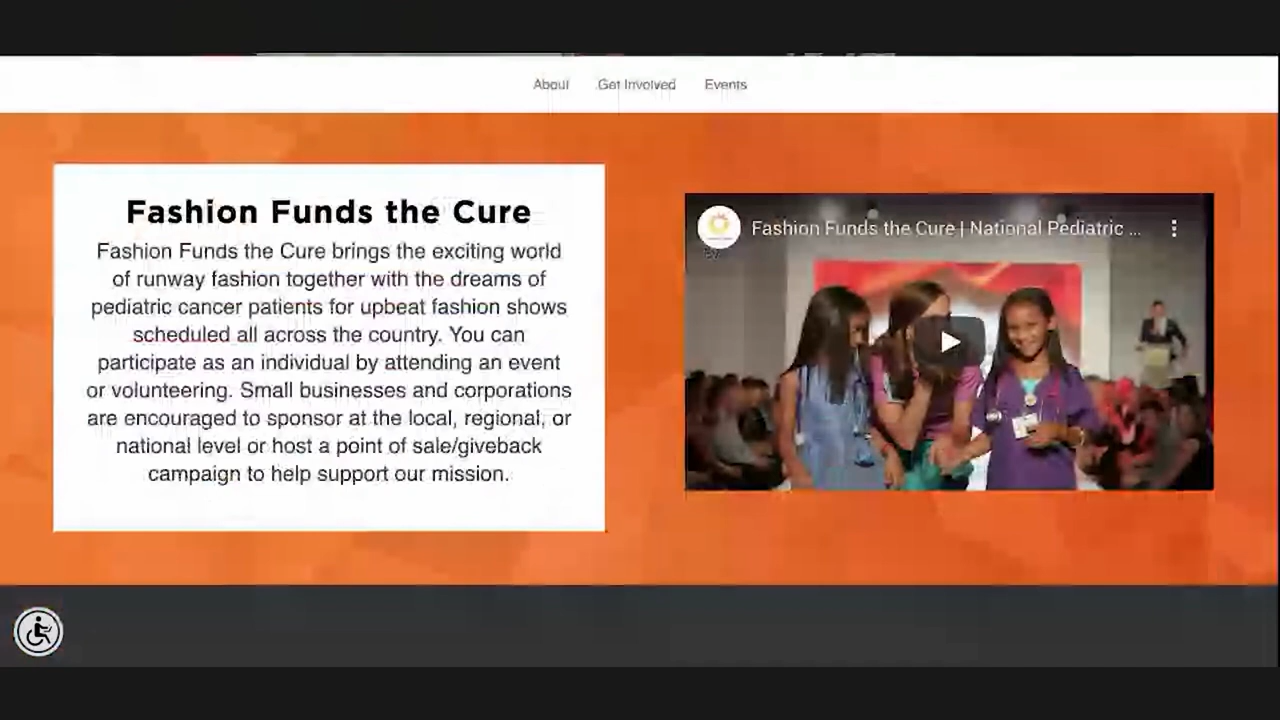 About Get Involved Events
Fashion Funds the Cure
Fashion Funds the Cure brings the exciting world
of runway fashion together with the dreams of
pediatric cancer patients for upbeat fashion shows
scheduled all across the country. You can
participate as an individual by attending an event
or volunteering. Small businesses and corporations
are encouraged to sponsor at the local, regional, or
national level or host a point of sale/giveback
campaign to help support our mission.
Fashion Funds the Cure | National Pediatric ...